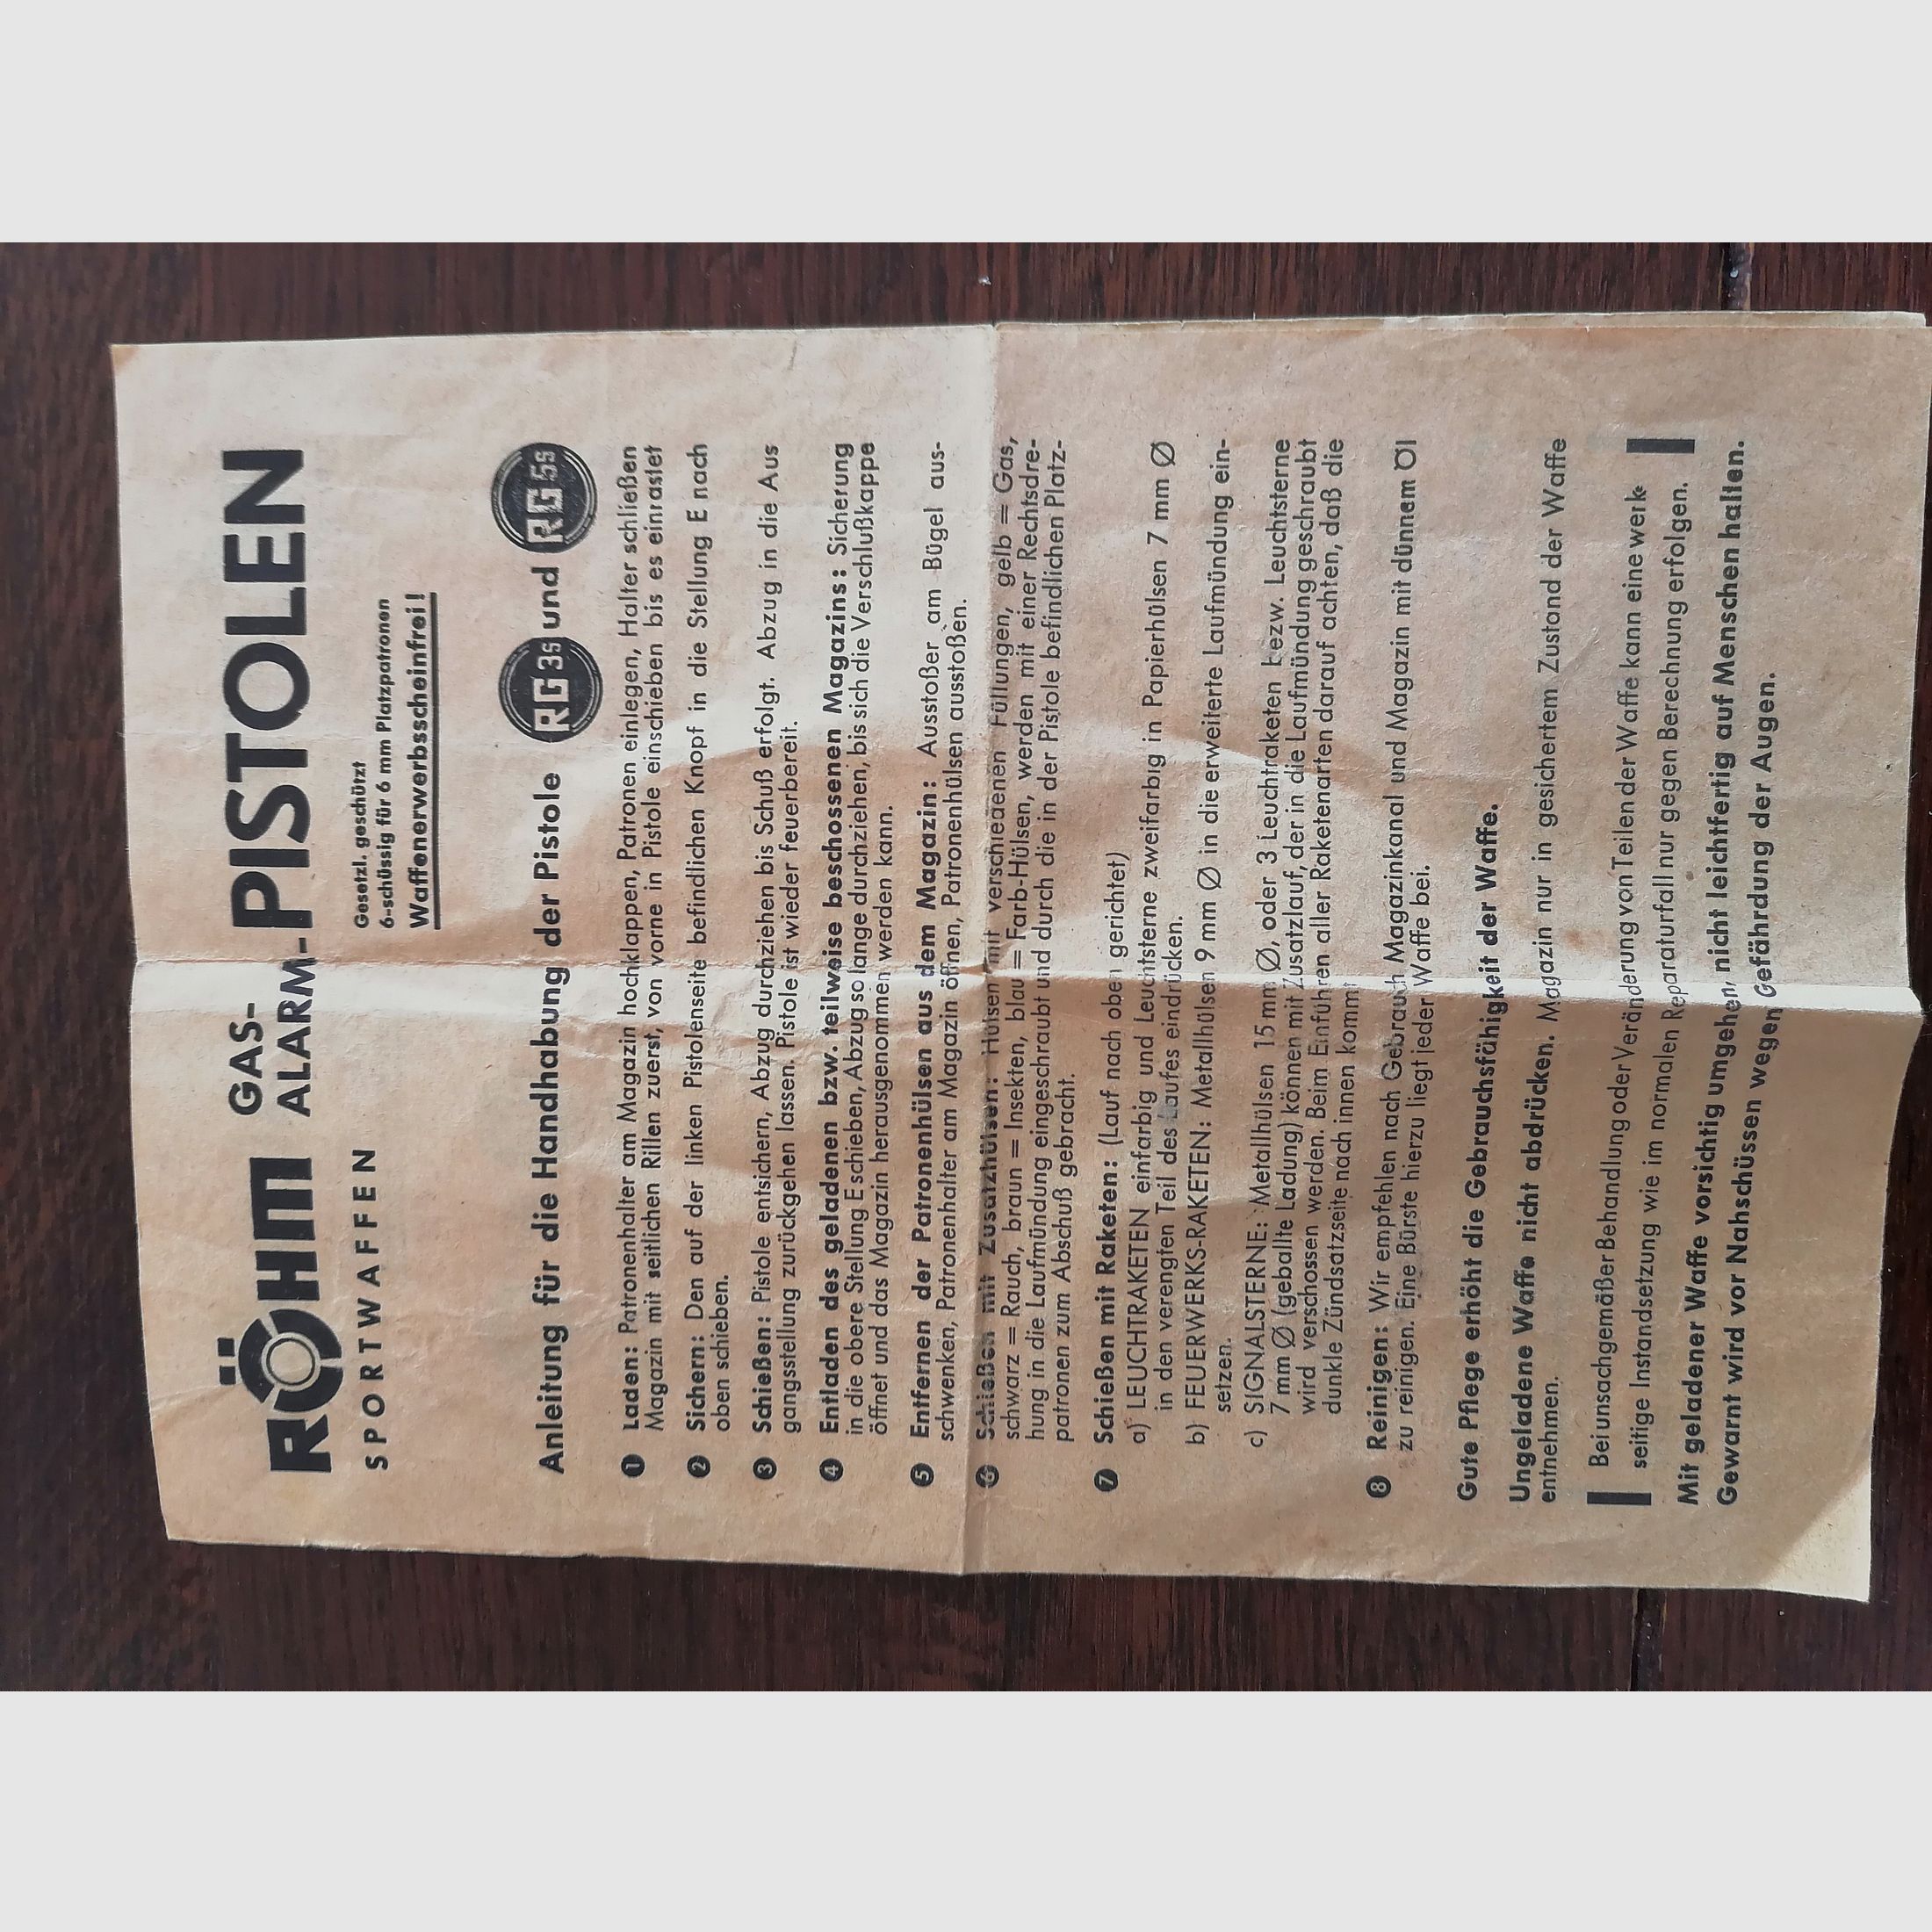 RÖHM GAS-
ALARM-PISTOLEN
SPORTWAFFEN
Gesetzl. geschützt
6-schüssig für 6 mm Platzpatronen
Waffenerwerbsscheinfrei!
Anleitung für die Handhabung der Pistole RG3s und RG5s
1 Laden: Patronenhalter am Magazin hochklappen, Patronen einlegen, Halter schließen
Magazin mit seitlichen Rillen zuerst, von vorne in Pistole einschieben bis es einrastet
2 Sichern: Den auf der linken Pistolenseite befindlichen Knopf in die Stellung E nach
oben schieben.
3 Schießen: Pistole entsichern, Abzug durchziehen bis Schuß erfolgt. Abzug in die Aus
gangsstellung zurückgehen lassen. Pistole ist wieder feuerbereit.
4 Entladen des geladenen bzw. teilweise beschossenen Magazins: Sicherung
in die obere Stellung E schieben, Abzug so lange durchziehen, bis sich die Verschlußkappe
öffnet und das Magazin herausgenommen werden kann.
5 Entfernen der Patronenhülsen aus dem Magazin: Ausstoßer am Bügel aus-
schwenken, Patronenhalter am Magazin öffnen, Patronenhülsen ausstoßen.
6 Schießen mit Zusatzhülsen: Hülsen mit verschiedenen Füllungen, gelb = Gas,
schwarz = Rauch, braun = Insekten, blau = Farb-Hülsen, werden mit einer Rechtsdre-
hung in die Laufmündung eingeschraubt und durch die in der Pistole befindlichen Platz-
patronen zum Abschuß gebracht.
7 Schießen mit Raketen: (Lauf nach oben gerichtet)
a) LEUCHTRAKETEN einfarbig und Leuchtsterne zweifarbig in Papierhülsen 7 mm Ø
in den verengten Teil des Laufes eindrücken.
b) FEUERWERKS-RAKETEN: Metallhülsen 9 mm Ø in die erweiterte Laufmündung ein-
setzen.
c) SIGNALSTERNE: Metallhülsen 15 mm Ø, oder 3 Leuchtraketen bezw. Leuchtsterne
7 mm Ø (geballte Ladung) können mit Zusatzlauf, der in die Laufmündung geschraubt
wird verschossen werden. Beim Einführen aller Raketenarten darauf achten, daß die
dunkle Zündsatzseite nach innen kommt
8 Reinigen: Wir empfehlen nach Gebrauch Magazinkanal und Magazin mit dünnem Öl
zu reinigen. Eine Bürste hierzu liegt jeder Waffe bei.
Gute Pflege erhöht die Gebrauchsfähigkeit der Waffe.
Ungeladene Waffe nicht abdrücken. Magazin nur in gesichertem Zustand der Waffe
entnehmen.
Bei unsachgemäßer Behandlung oder Veränderung von Teilen der Waffe kann eine werk-
seitige Instandsetzung wie im normalen Reparaturfall nur gegen Berechnung erfolgen.
Mit geladener Waffe vorsichtig umgehen, nicht leichtfertig auf Menschen halten.
Gewarnt wird vor Nahschüssen wegen Gefährdung der Augen.